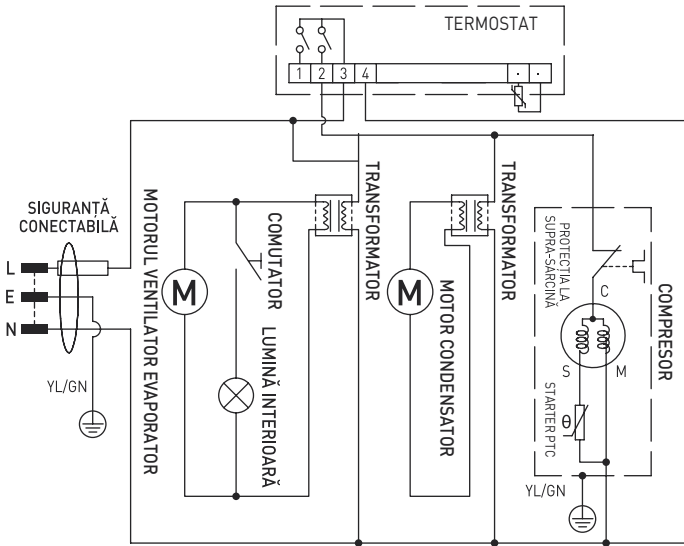 TERMOSTAT
1 2 3 4
SIGURANȚĂ
CONECTABILĂ
L
E
N
YL/GN
MOTORUL VENTILATOR EVAPORATOR
M
COMUTATOR
LUMINĂ INTERIOARĂ
TRANSFORMATOR
M
MOTOR CONDENSATOR
TRANSFORMATOR
PROTECȚIA LA
SUPRA-SĂRCINĂ
C
S
M
STARTER PTC
θ
COMPRESOR
YL/GN